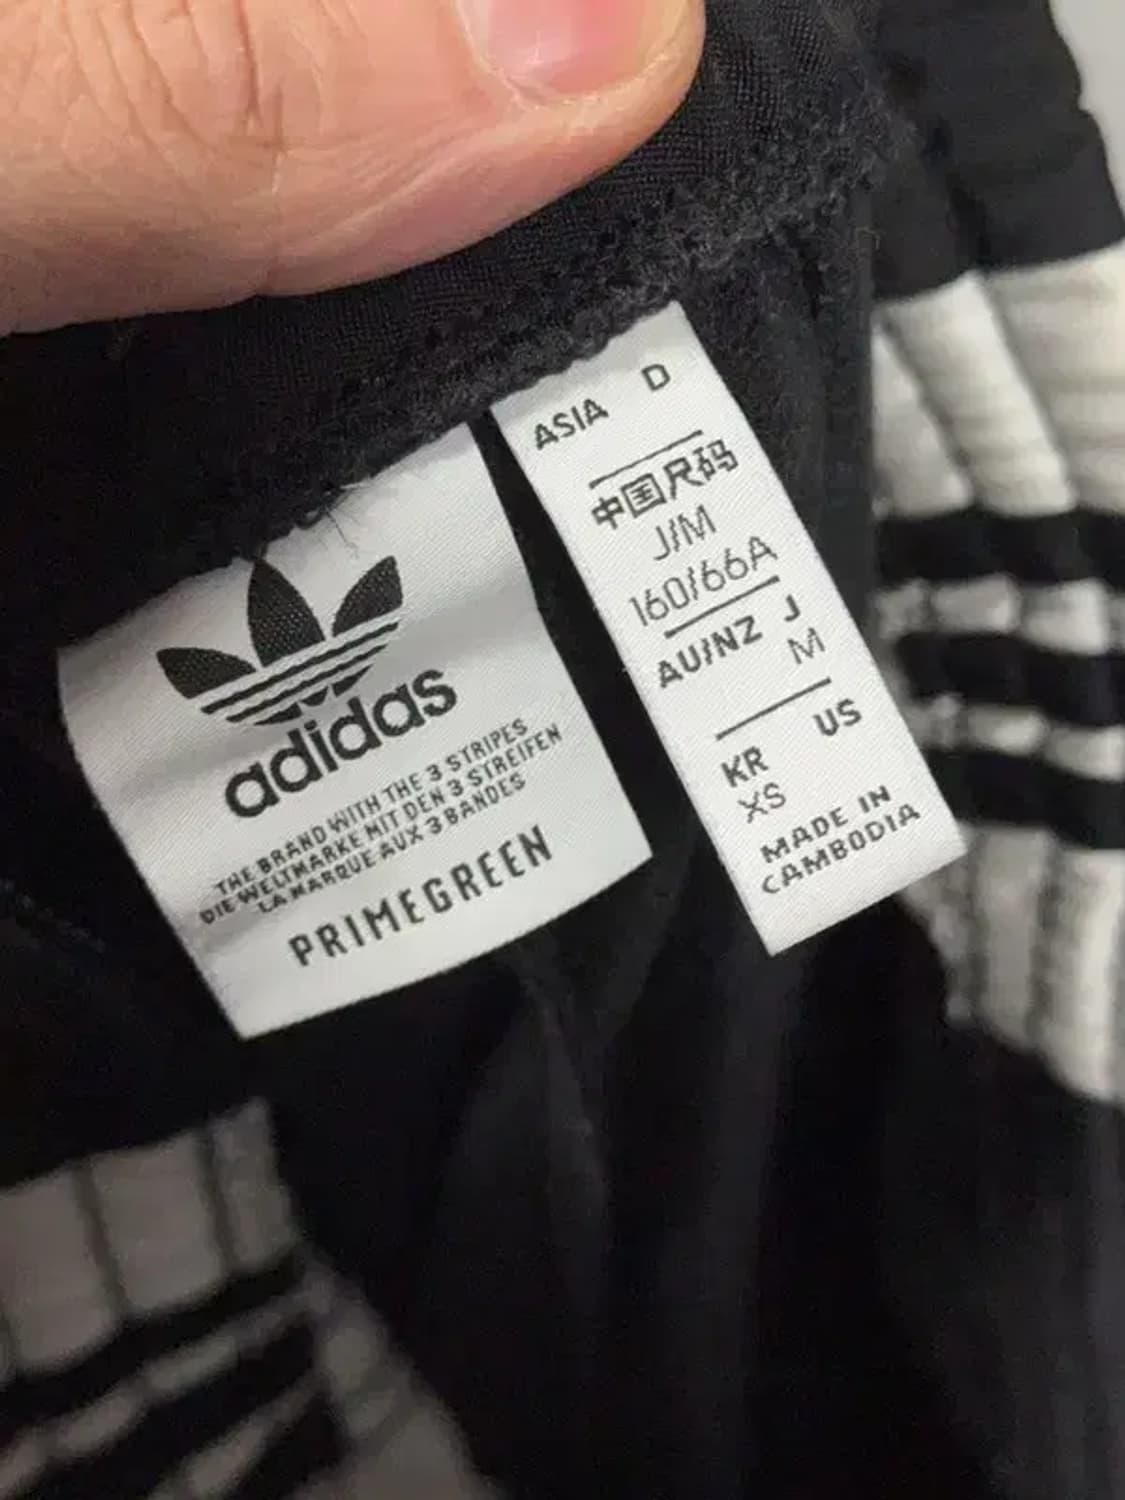 adidas
THE BRAND WITH THE 3 STRIPES
DIE WELTMARKE MIT DEN 3 STREIFEN
LA MARQUE AUX 3 BANDES
PRIMEGREEN
ASIA D
中国尺码
J/M
160/66A
AU/NZ J
M
KR US
XS
MADE IN
CAMBODIA